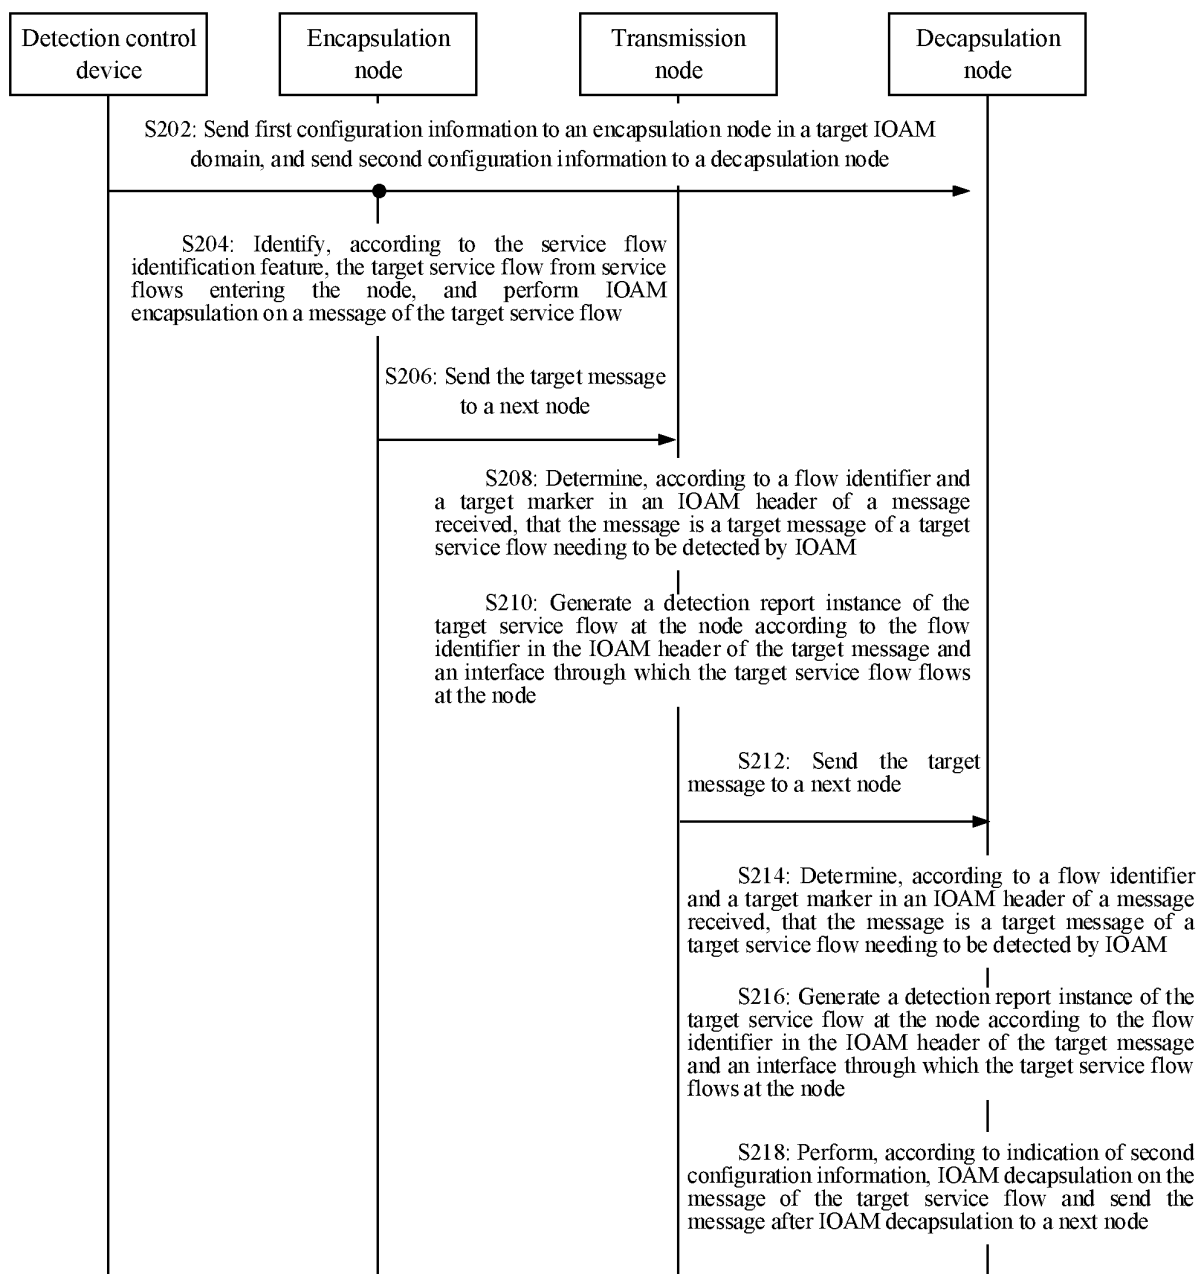 Detection control
device
Encapsulation
node
Transmission
node
Decapsulation
node
S202: Send first configuration information to an encapsulation node in a target IOAM
domain, and send second configuration information to a decapsulation node
S204: Identify, according to the service flow
identification feature, the target service flow from service
flows entering the node, and perform IOAM
encapsulation on a message of the target service flow
S206: Send the target message
to a next node
S208: Determine, according to a flow identifier and
a target marker in an IOAM header of a message
received, that the message is a target message of a target
service flow needing to be detected by IOAM
S210: Generate a detection report instance of the
target service flow at the node according to the flow
identifier in the IOAM header of the target message and
an interface through which the target service flow flows
at the node
S212: Send the target
message to a next node
S214: Determine, according to a flow identifier
and a target marker in an IOAM header of a message
received, that the message is a target message of a
target service flow needing to be detected by IOAM
S216: Generate a detection report instance of the
target service flow at the node according to the flow
identifier in the IOAM header of the target message
and an interface through which the target service flow
flows at the node
S218: Perform, according to indication of second
configuration information, IOAM decapsulation on the
message of the target service flow and send the
message after IOAM decapsulation to a next node